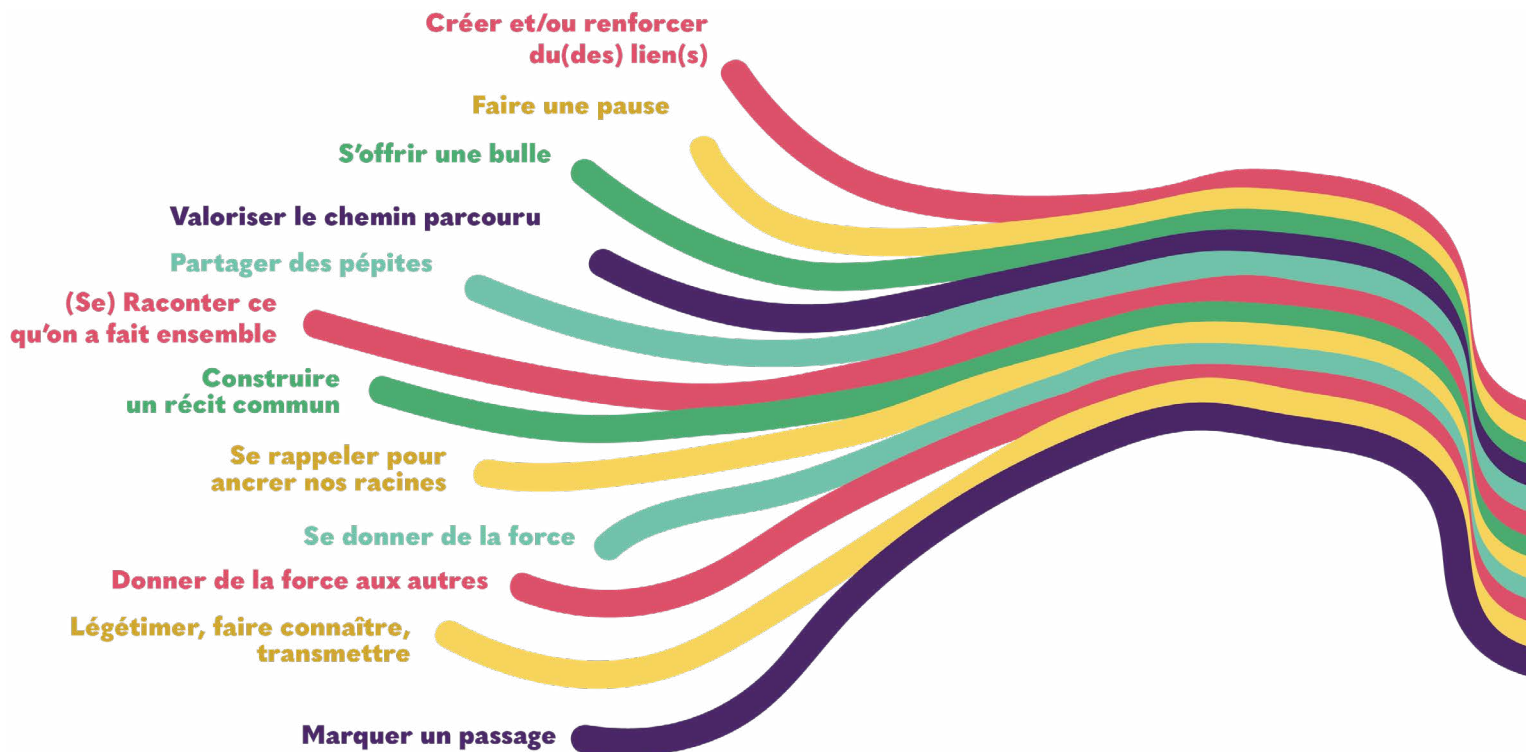 Créer et/ou renforcer
du(des) lien(s)
Faire une pause
S'offrir une bulle
Valoriser le chemin parcouru
Partager des pépites
(Se) Raconter ce
qu'on a fait ensemble
Construire
un récit commun
Se rappeler pour
ancrer nos racines
Se donner de la force
Donner de la force aux autres
Légétimer, faire connaître,
transmettre
Marquer un passage